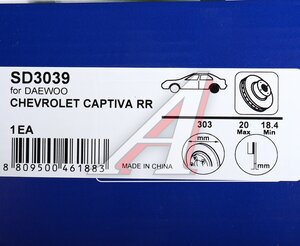 SD3039
for DAEWOO
CHEVROLET CAPTIVA RR
1EA
mm
303
20
Max
18.4
Min
8 809500 461883
MADE IN CHINA
mm